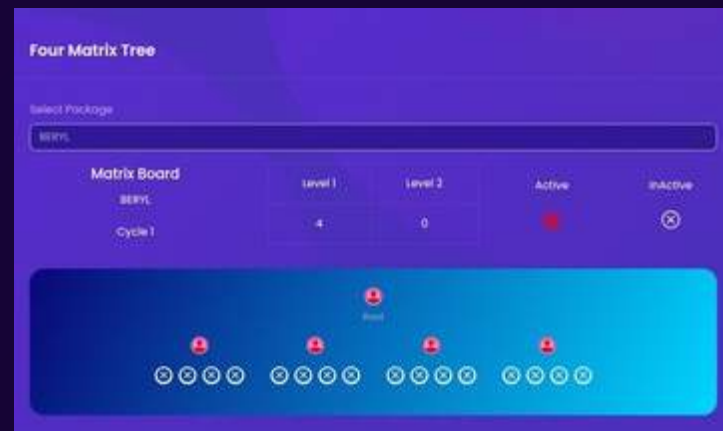 Four Matrix Tree
Select Package
BERYL
Matrix Board
BERYL
Cycle 1
Level 1 Level 2
4 0
Active InActive
Root